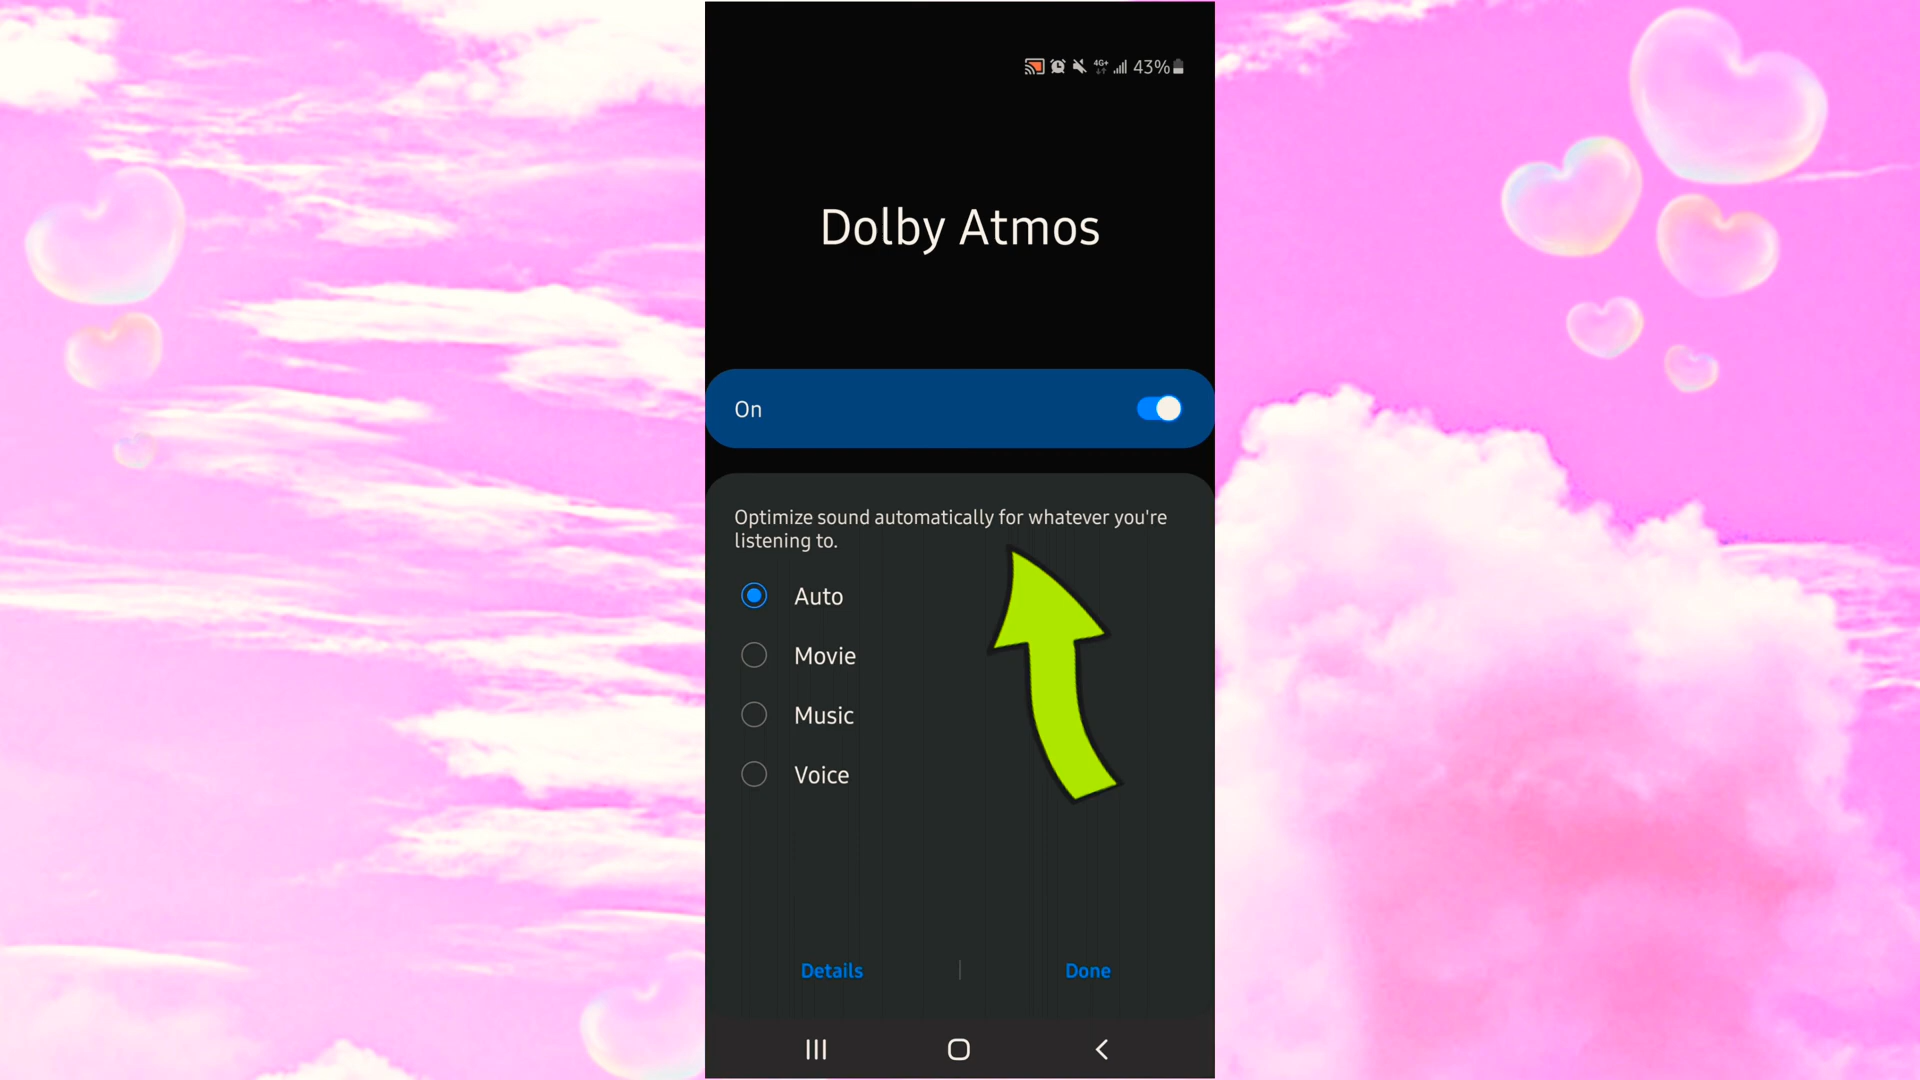 4G+ 43%
Dolby Atmos
On
Optimize sound automatically for whatever you're
listening to.
Auto
Movie
Music
Voice
Details | Done